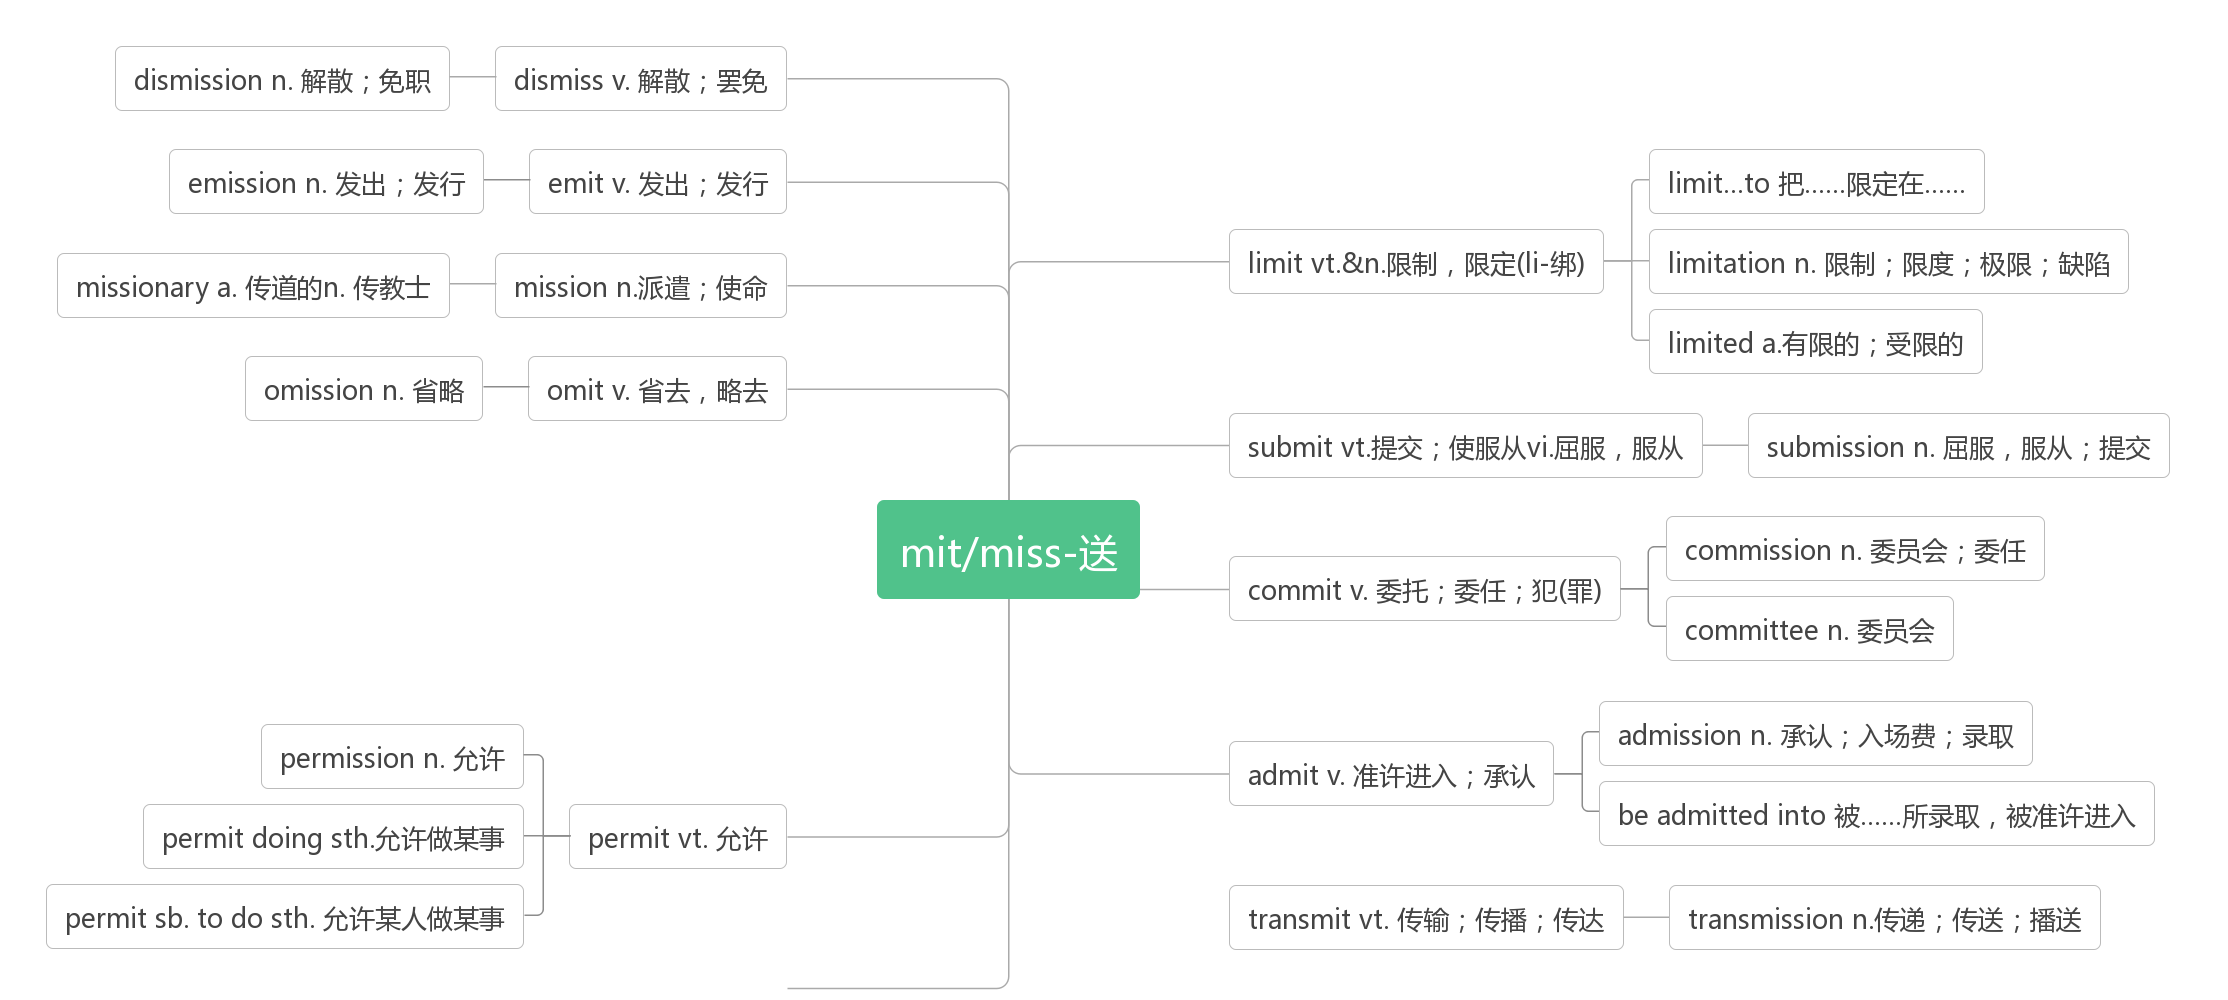 mit/miss-送
dismiss v. 解散；罢免
dismission n. 解散；免职
emit v. 发出；发行
emission n. 发出；发行
mission n.派遣；使命
missionary a. 传道的n. 传教士
omit v. 省去，略去
omission n. 省略
permit vt. 允许
permission n. 允许
permit doing sth.允许做某事
permit sb. to do sth. 允许某人做某事
limit vt.&n.限制，限定(li-绑)
limit...to 把......限定在......
limitation n. 限制；限度；极限；缺陷
limited a.有限的；受限的
submit vt.提交；使服从vi.屈服，服从
submission n. 屈服，服从；提交
commit v. 委托；委任；犯(罪)
commission n. 委员会；委任
committee n. 委员会
admit v. 准许进入；承认
admission n. 承认；入场费；录取
be admitted into 被......所录取，被准许进入
transmit vt. 传输；传播；传达
transmission n.传递；传送；播送